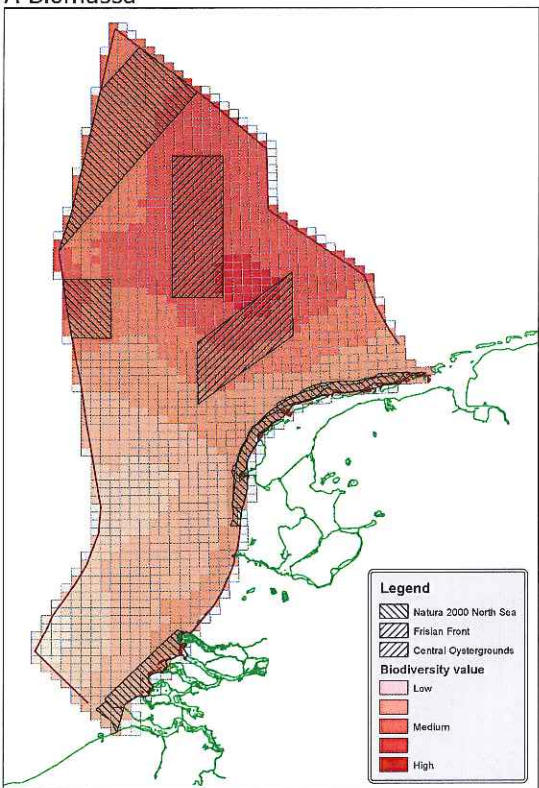 A Biomassa
Legend
Natura 2000 North Sea
Frisian Front
Central Oystergrounds
Biodiversity value
Low
Medium
High